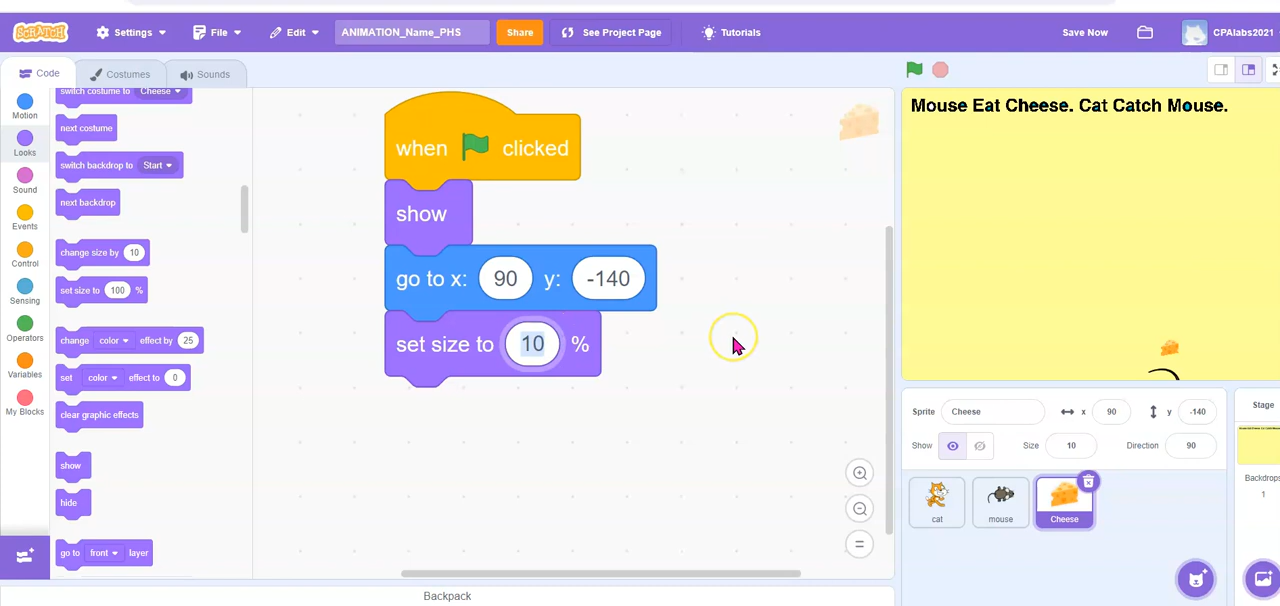 SCRATCH
Settings
File
Edit
ANIMATION_Name_PHS
Share
See Project Page
Tutorials
Save Now
CPAlabs2021
Code
Costumes
Sounds
Motion
Looks
Sound
Events
Control
Sensing
Operators
Variables
My Blocks
switch costume to Cheese
next costume
switch backdrop to Start
next backdrop
change size by 10
set size to 100 %
change color effect by 25
set color effect to 0
clear graphic effects
show
hide
go to front layer
when clicked
show
go to x: 90 y: -140
set size to 10 %
Mouse Eat Cheese. Cat Catch Mouse.
Sprite Cheese x 90 y -140
Show Size 10 Direction 90
cat
mouse
Cheese
Stage
Backdrops
1
Backpack